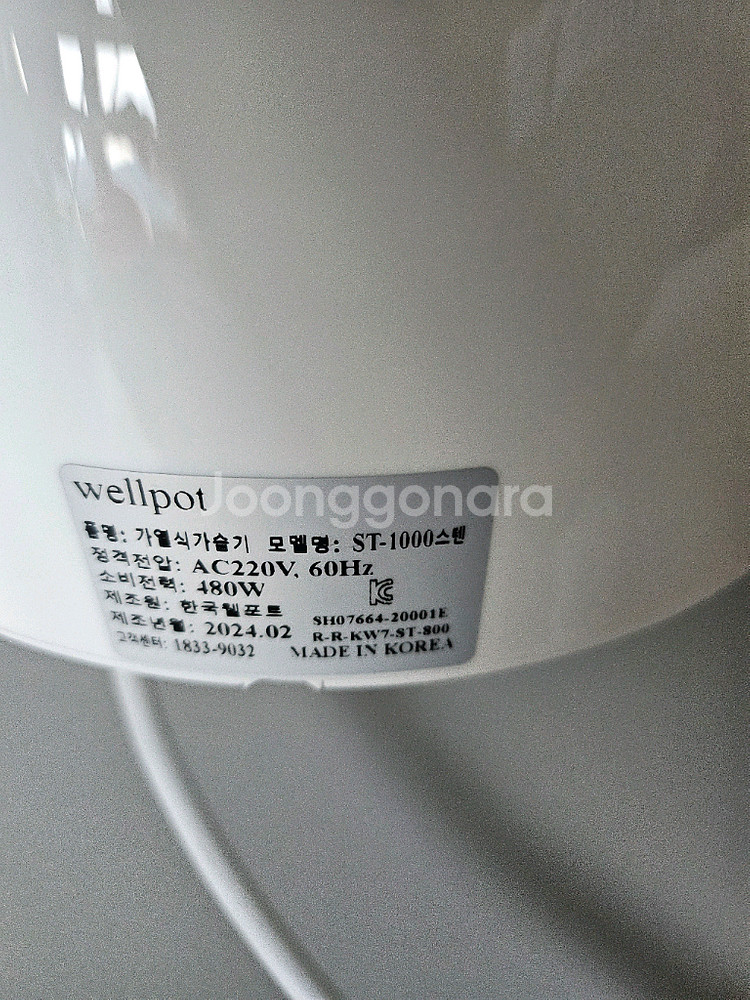 wellpot
Joonggonara
품명: 가열식가습기 모델명: ST-1000스텐
정격전압: AC220V, 60Hz
소비전력: 480W
제조원: 한국웰포트
제조년월: 2024.02
고객센터: 1833-9032
SH07664-20001E
R-R-KW7-ST-800
MADE IN KOREA